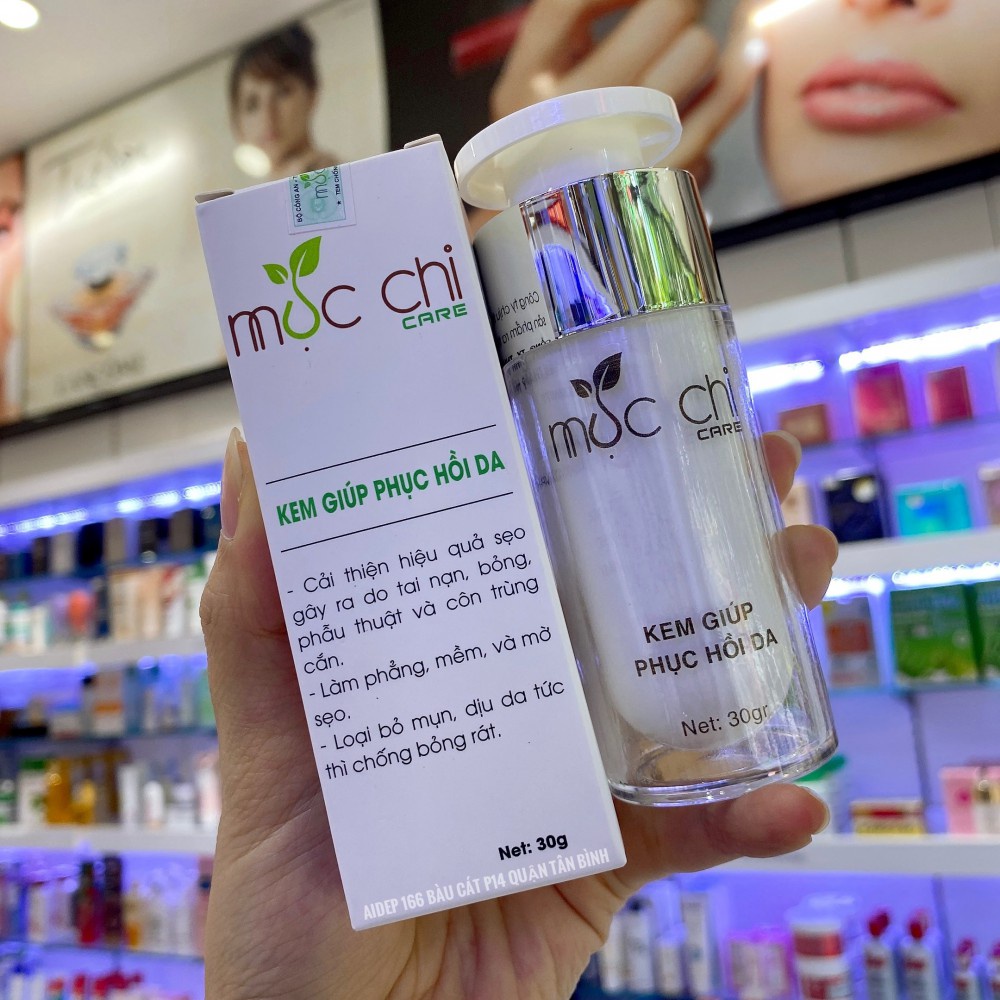 BỘ CÔNG AN
mộc chi
CARE
KEM GIÚP PHỤC HỒI DA
- Cải thiện hiệu quả sẹo
gây ra do tai nạn, bỏng,
phẫu thuật và côn trùng
cắn.
- Làm phẳng, mềm, và mờ
sẹo.
- Loại bỏ mụn, dịu da tức
thì chống bỏng rát.
Net: 30g
AIDEP 166 BÀU CÁT P14 QUẬN TÂN BÌNH
mộc chi
CARE
KEM GIÚP
PHỤC HỒI DA
Net: 30gr